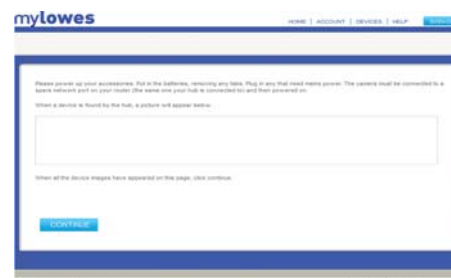 mylowes
HOME | ACCOUNT | DEVICES | HELP
Please power up your accessories. Put in the batteries, removing any tabs. Plug in any that need mains power. The camera must be connected to a
spare network port on your router (the same one your hub is connected to) and then powered on.
When a device is found by the hub, a picture will appear below.
When all the device images have appeared on this page, click continue.
CONTINUE